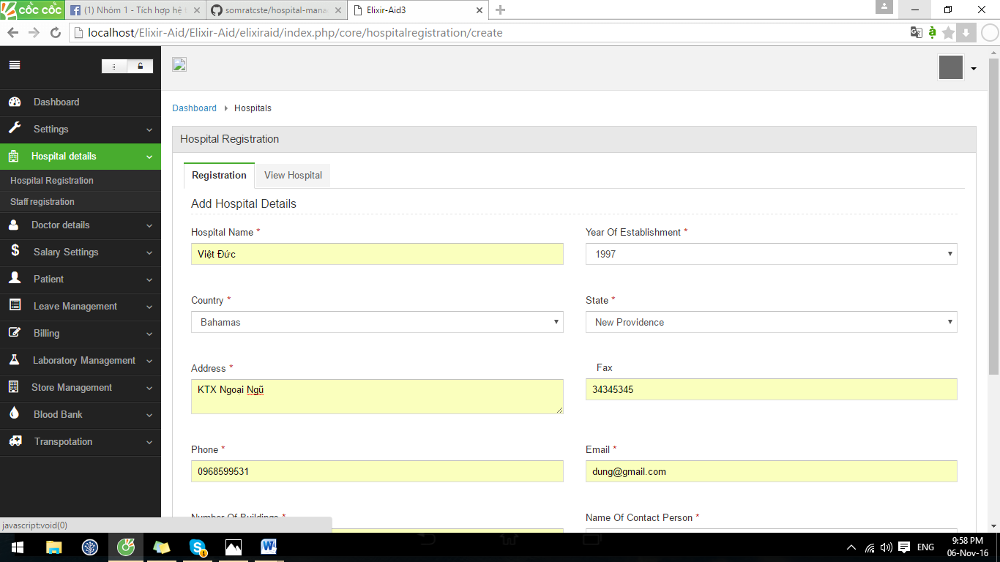 cốc cốc
(1) Nhóm 1 - Tích hợp hệ t
somratcste/hospital-mana
Elixir-Aid3
localhost/Elixir-Aid/Elixir-Aid/elixiraid/index.php/core/hospitalregistration/create
Dashboard
Settings
Hospital details
Hospital Registration
Staff registration
Doctor details
Salary Settings
Patient
Leave Management
Billing
Laboratory Management
Store Management
Blood Bank
Transpotation
Dashboard Hospitals
Hospital Registration
Registration View Hospital
Add Hospital Details
Hospital Name * Year Of Establishment *
Việt Đức 1997
Country * State *
Bahamas New Providence
Address * Fax
KTX Ngoại Ngũ 34345345
Phone * Email *
0968599531 dung@gmail.com
Number Of Buildings * Name Of Contact Person *
javascript:void(0)
1
ENG
9:58 PM
06-Nov-16